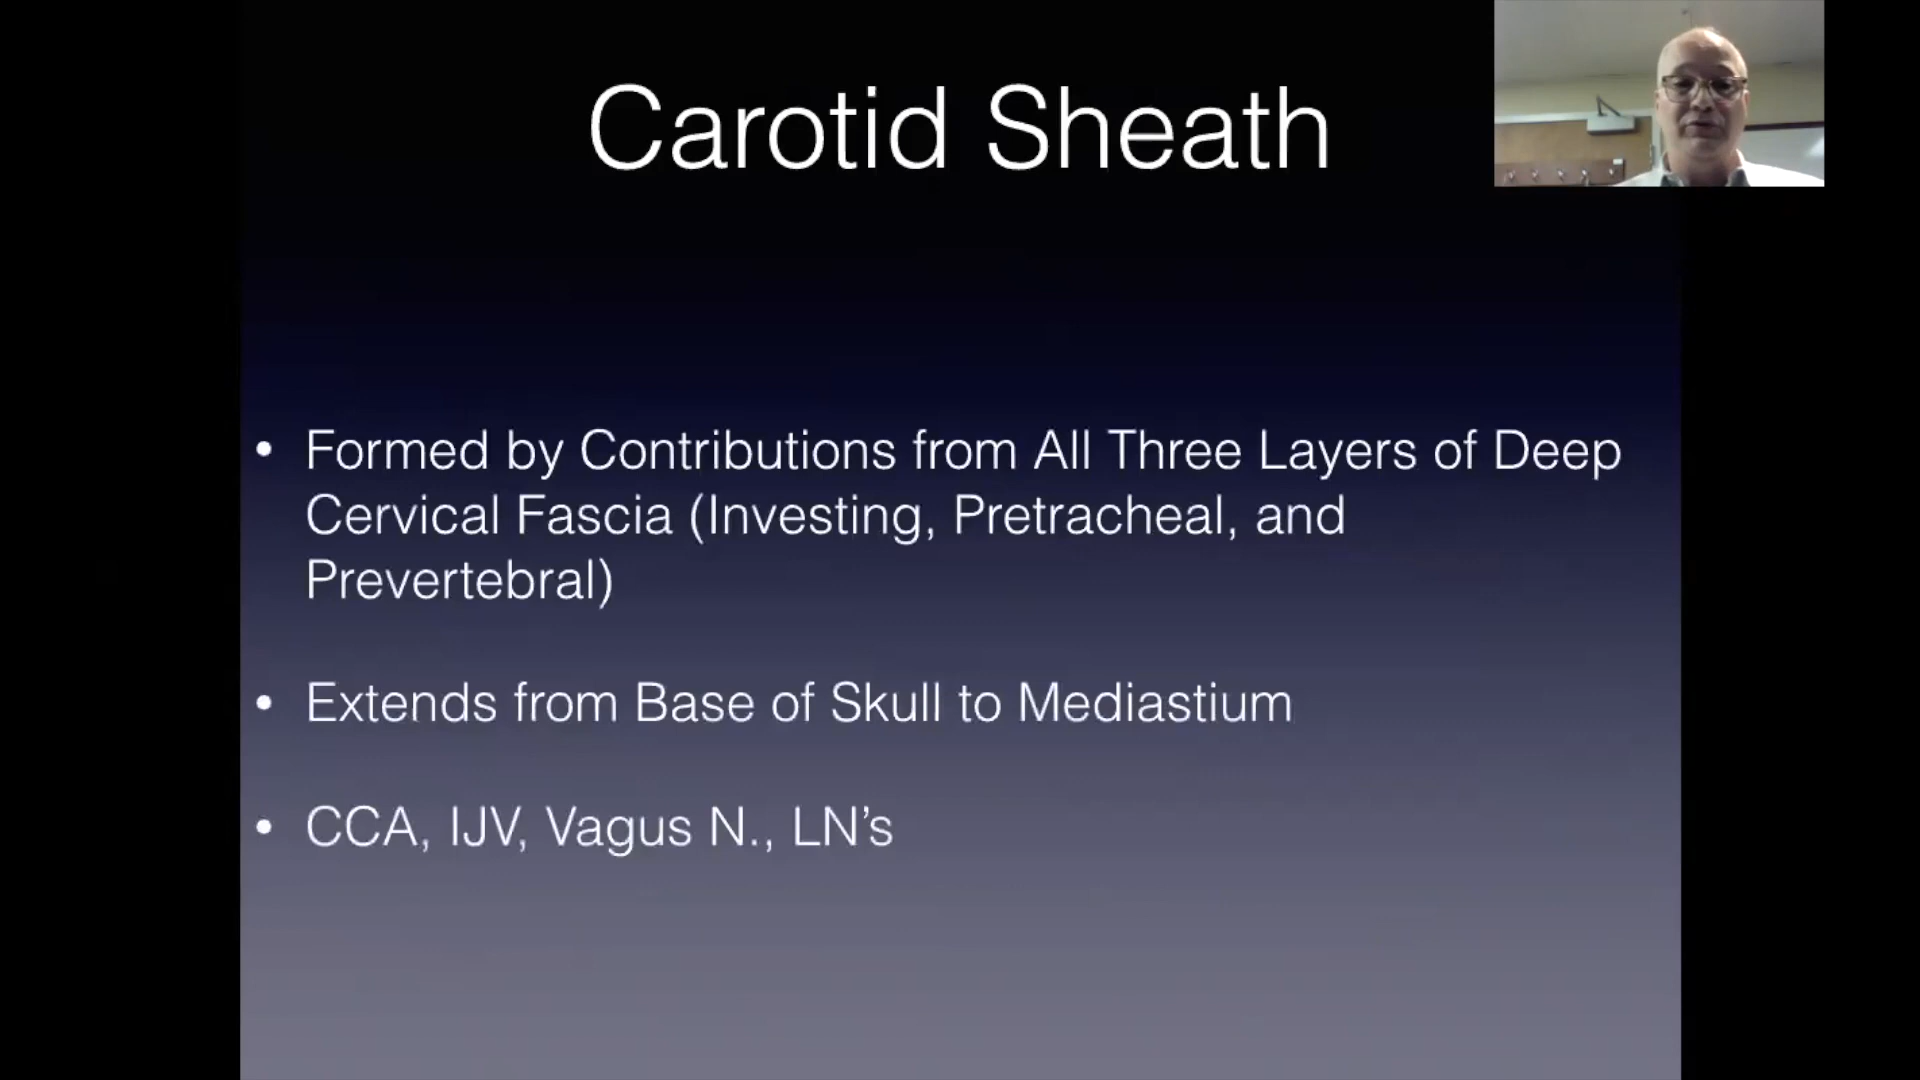 Carotid Sheath
• Formed by Contributions from All Three Layers of Deep
Cervical Fascia (Investing, Pretracheal, and
Prevertebral)
• Extends from Base of Skull to Mediastium
• CCA, IJV, Vagus N., LN’s